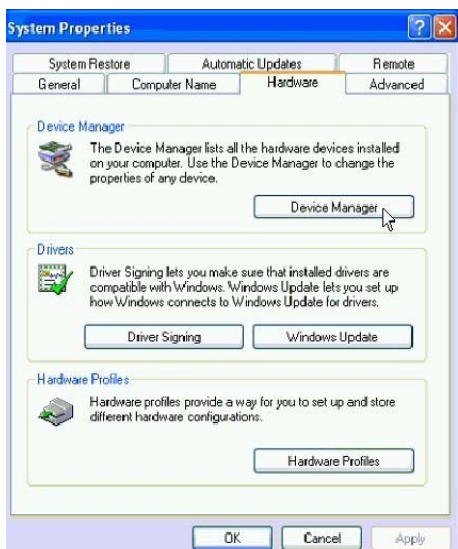 System Properties
System Restore Automatic Updates Remote
General Computer Name Hardware Advanced
Device Manager
The Device Manager lists all the hardware devices installed
on your computer. Use the Device Manager to change the
properties of any device.
Device Manager
Drivers
Driver Signing lets you make sure that installed drivers are
compatible with Windows. Windows Update lets you set up
how Windows connects to Windows Update for drivers.
Driver Signing Windows Update
Hardware Profiles
Hardware profiles provide a way for you to set up and store
different hardware configurations.
Hardware Profiles
OK Cancel Apply